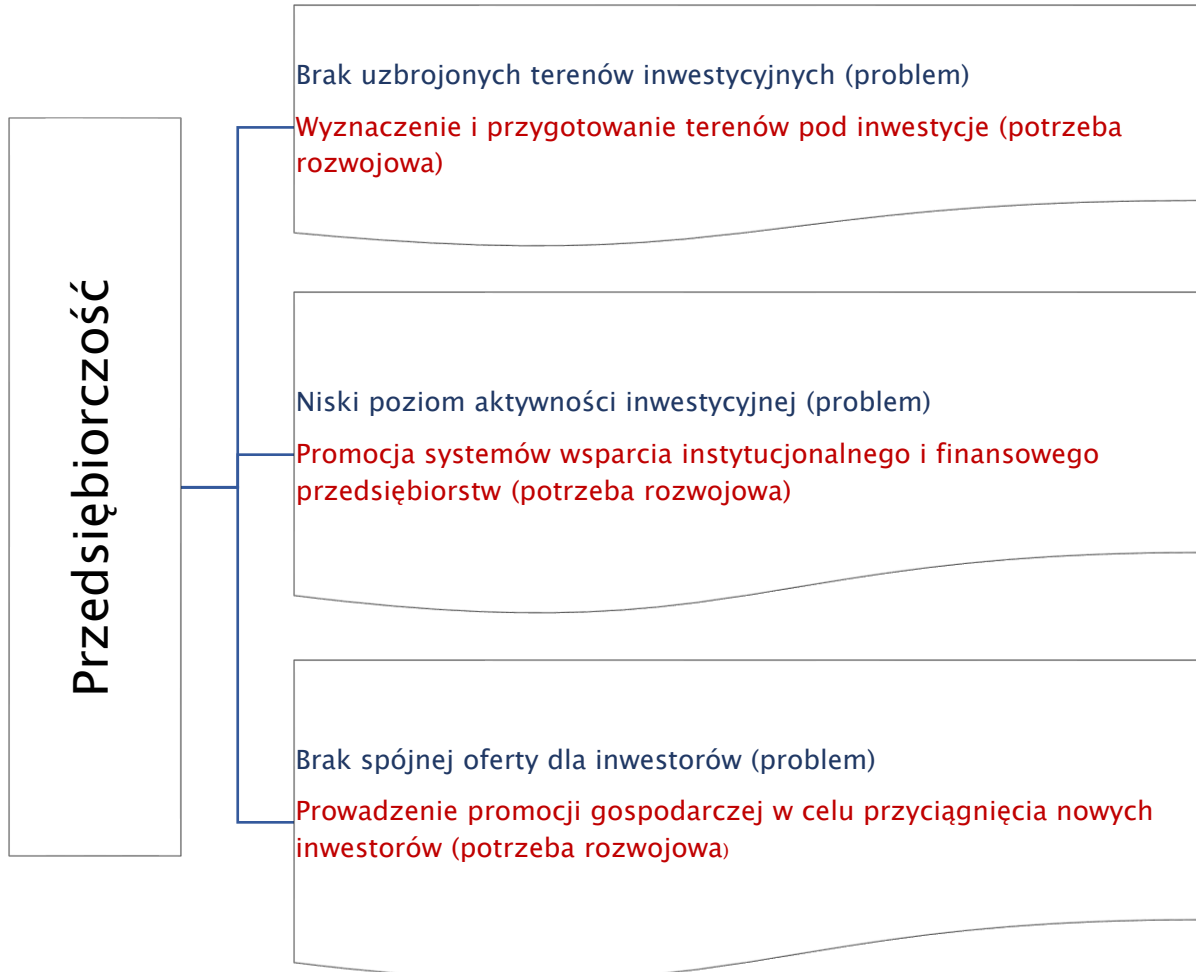 Przedsiębiorczość
Brak uzbrojonych terenów inwestycyjnych (problem)
Wyznaczenie i przygotowanie terenów pod inwestycje (potrzeba
rozwojowa)
Niski poziom aktywności inwestycyjnej (problem)
Promocja systemów wsparcia instytucjonalnego i finansowego
przedsiębiorstw (potrzeba rozwojowa)
Brak spójnej oferty dla inwestorów (problem)
Prowadzenie promocji gospodarczej w celu przyciągnięcia nowych
inwestorów (potrzeba rozwojowa)